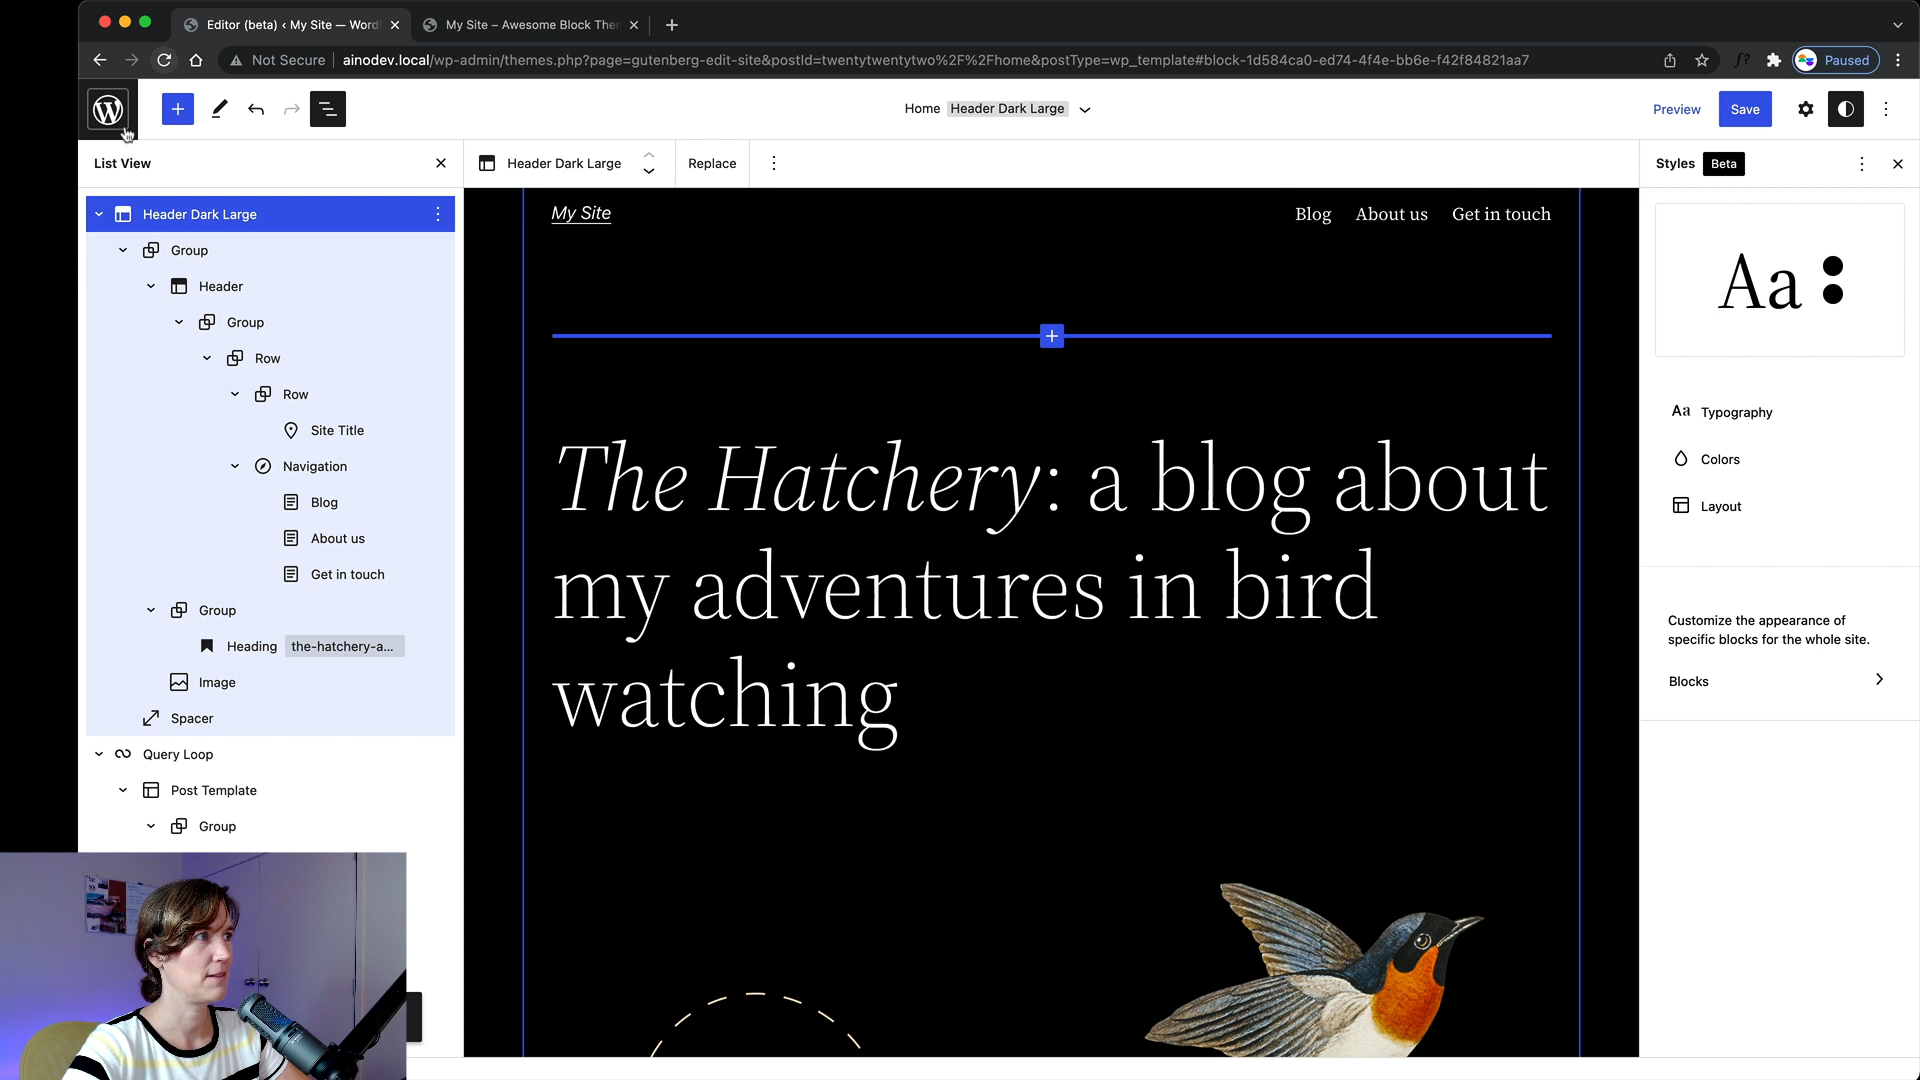 Editor (beta) ‹ My Site — Word
My Site – Awesome Block The
Not Secure
ainodev.local/wp-admin/themes.php?page=gutenberg-edit-site&postId=twentytwentytwo%2F%2Fhome&postType=wp_template#block-1d584ca0-ed74-4f4e-bb6e-f42f84821aa7
f?
Paused
Home Header Dark Large
Preview
Save
List View
Header Dark Large
Replace
Styles Beta
Header Dark Large
Group
Header
Group
Row
Row
Site Title
Navigation
Blog
About us
Get in touch
Group
Heading the-hatchery-a...
Image
Spacer
Query Loop
Post Template
Group
My Site
Blog About us Get in touch
The Hatchery: a blog about
my adventures in bird
watching
Aa
Aa Typography
Colors
Layout
Customize the appearance of
specific blocks for the whole site.
Blocks